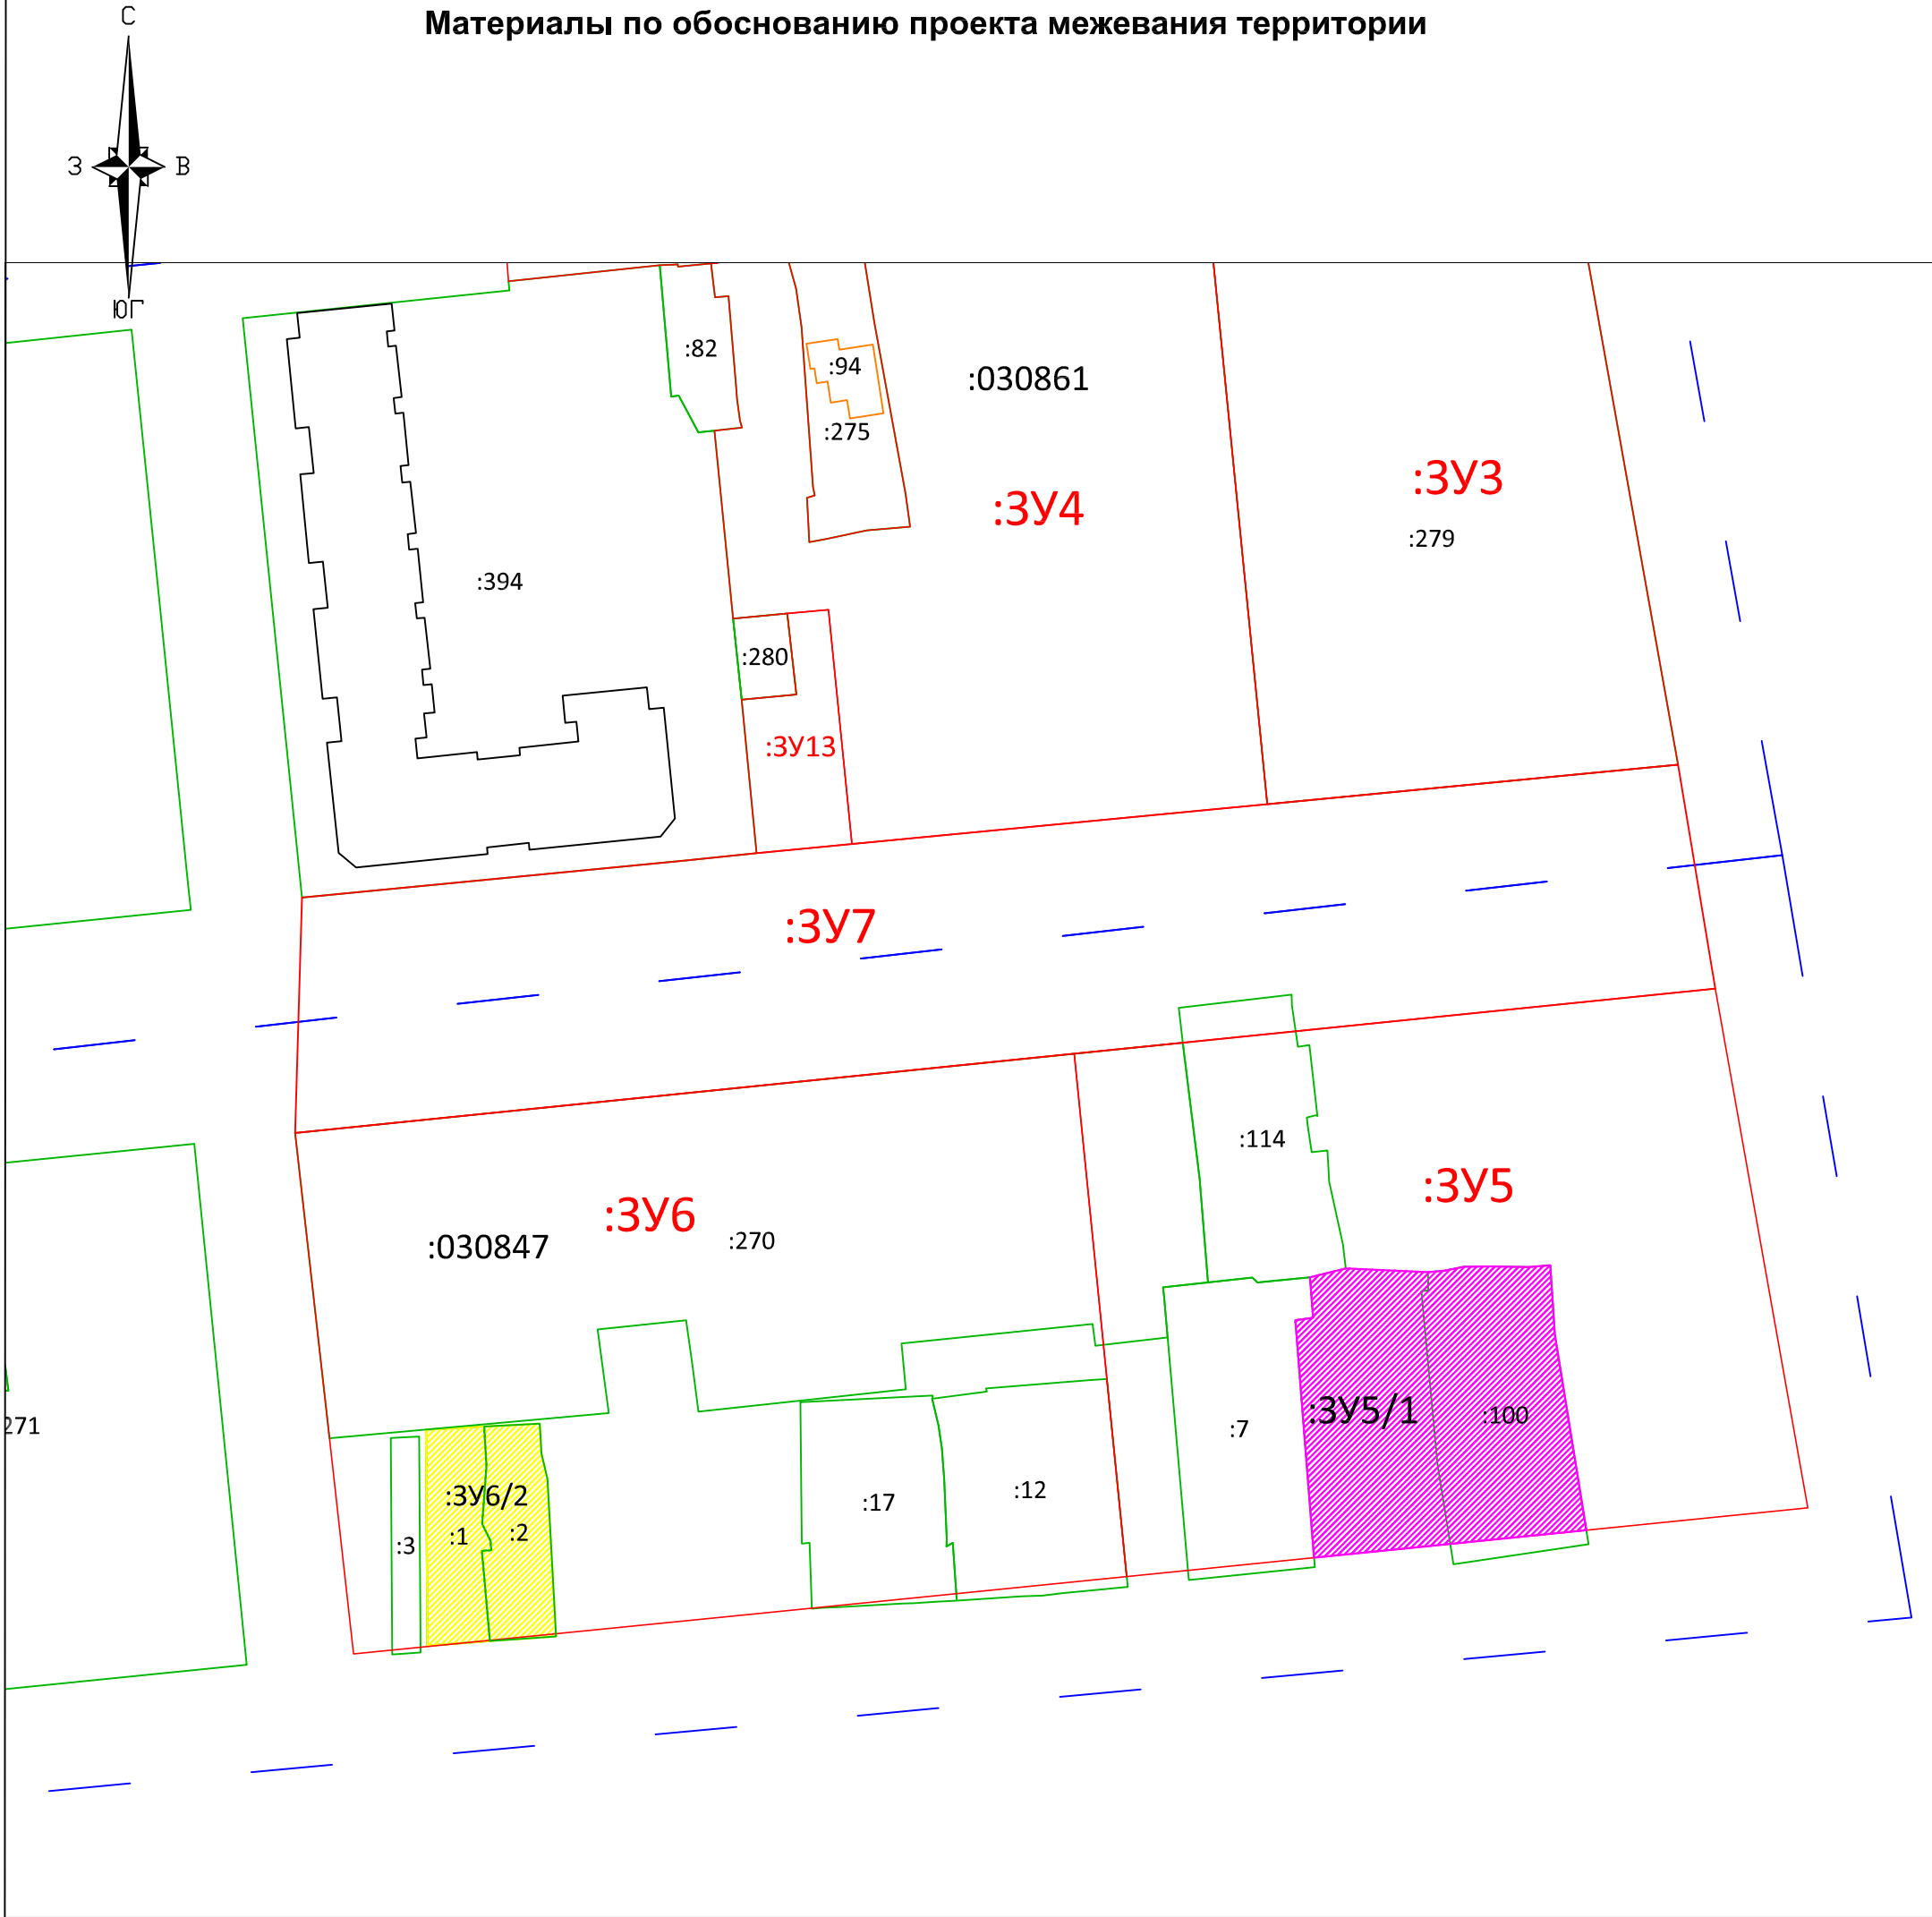 Материалы по обоснованию проекта межевания территории
С
З
В
ЮГ
:82
:94
:030861
:275
:ЗУ3
:ЗУ4
:279
:394
:280
:ЗУ13
:ЗУ7
:114
:ЗУ5
:ЗУ6
:270
:030847
:ЗУ5/1
:100
271
:7
:ЗУ6/2
:12
:17
:1
:2
:3